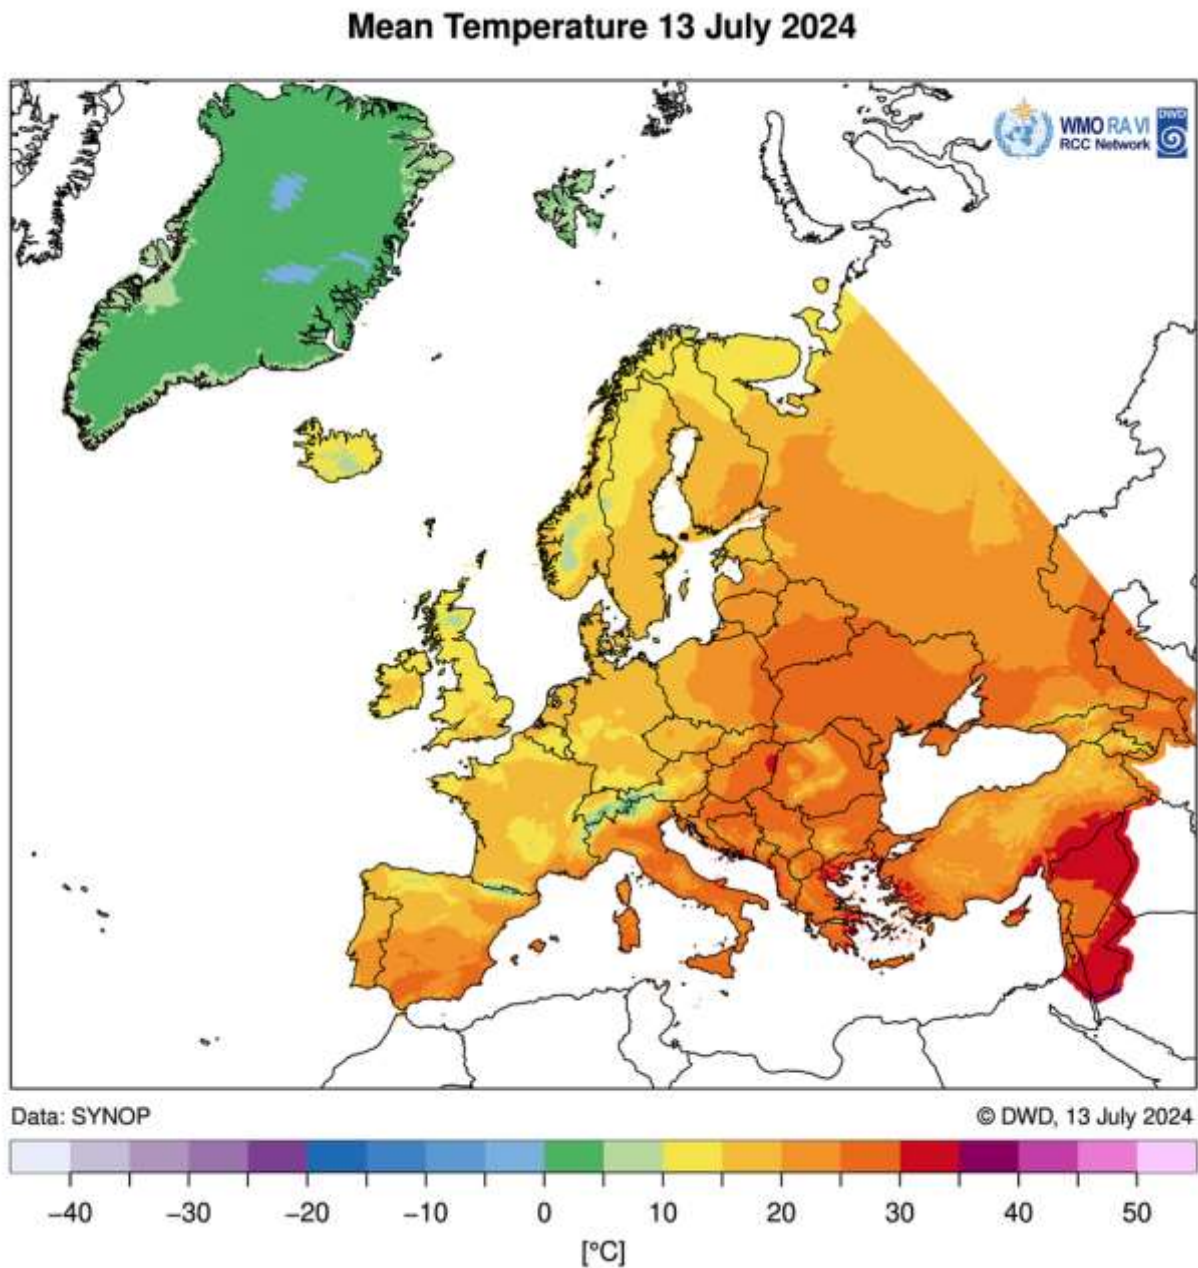 Mean Temperature 13 July 2024
WMO RA VI
RCC Network
DWD
Data: SYNOP
© DWD, 13 July 2024
−40 −30 −20 −10 0 10 20 30 40 50
[°C]